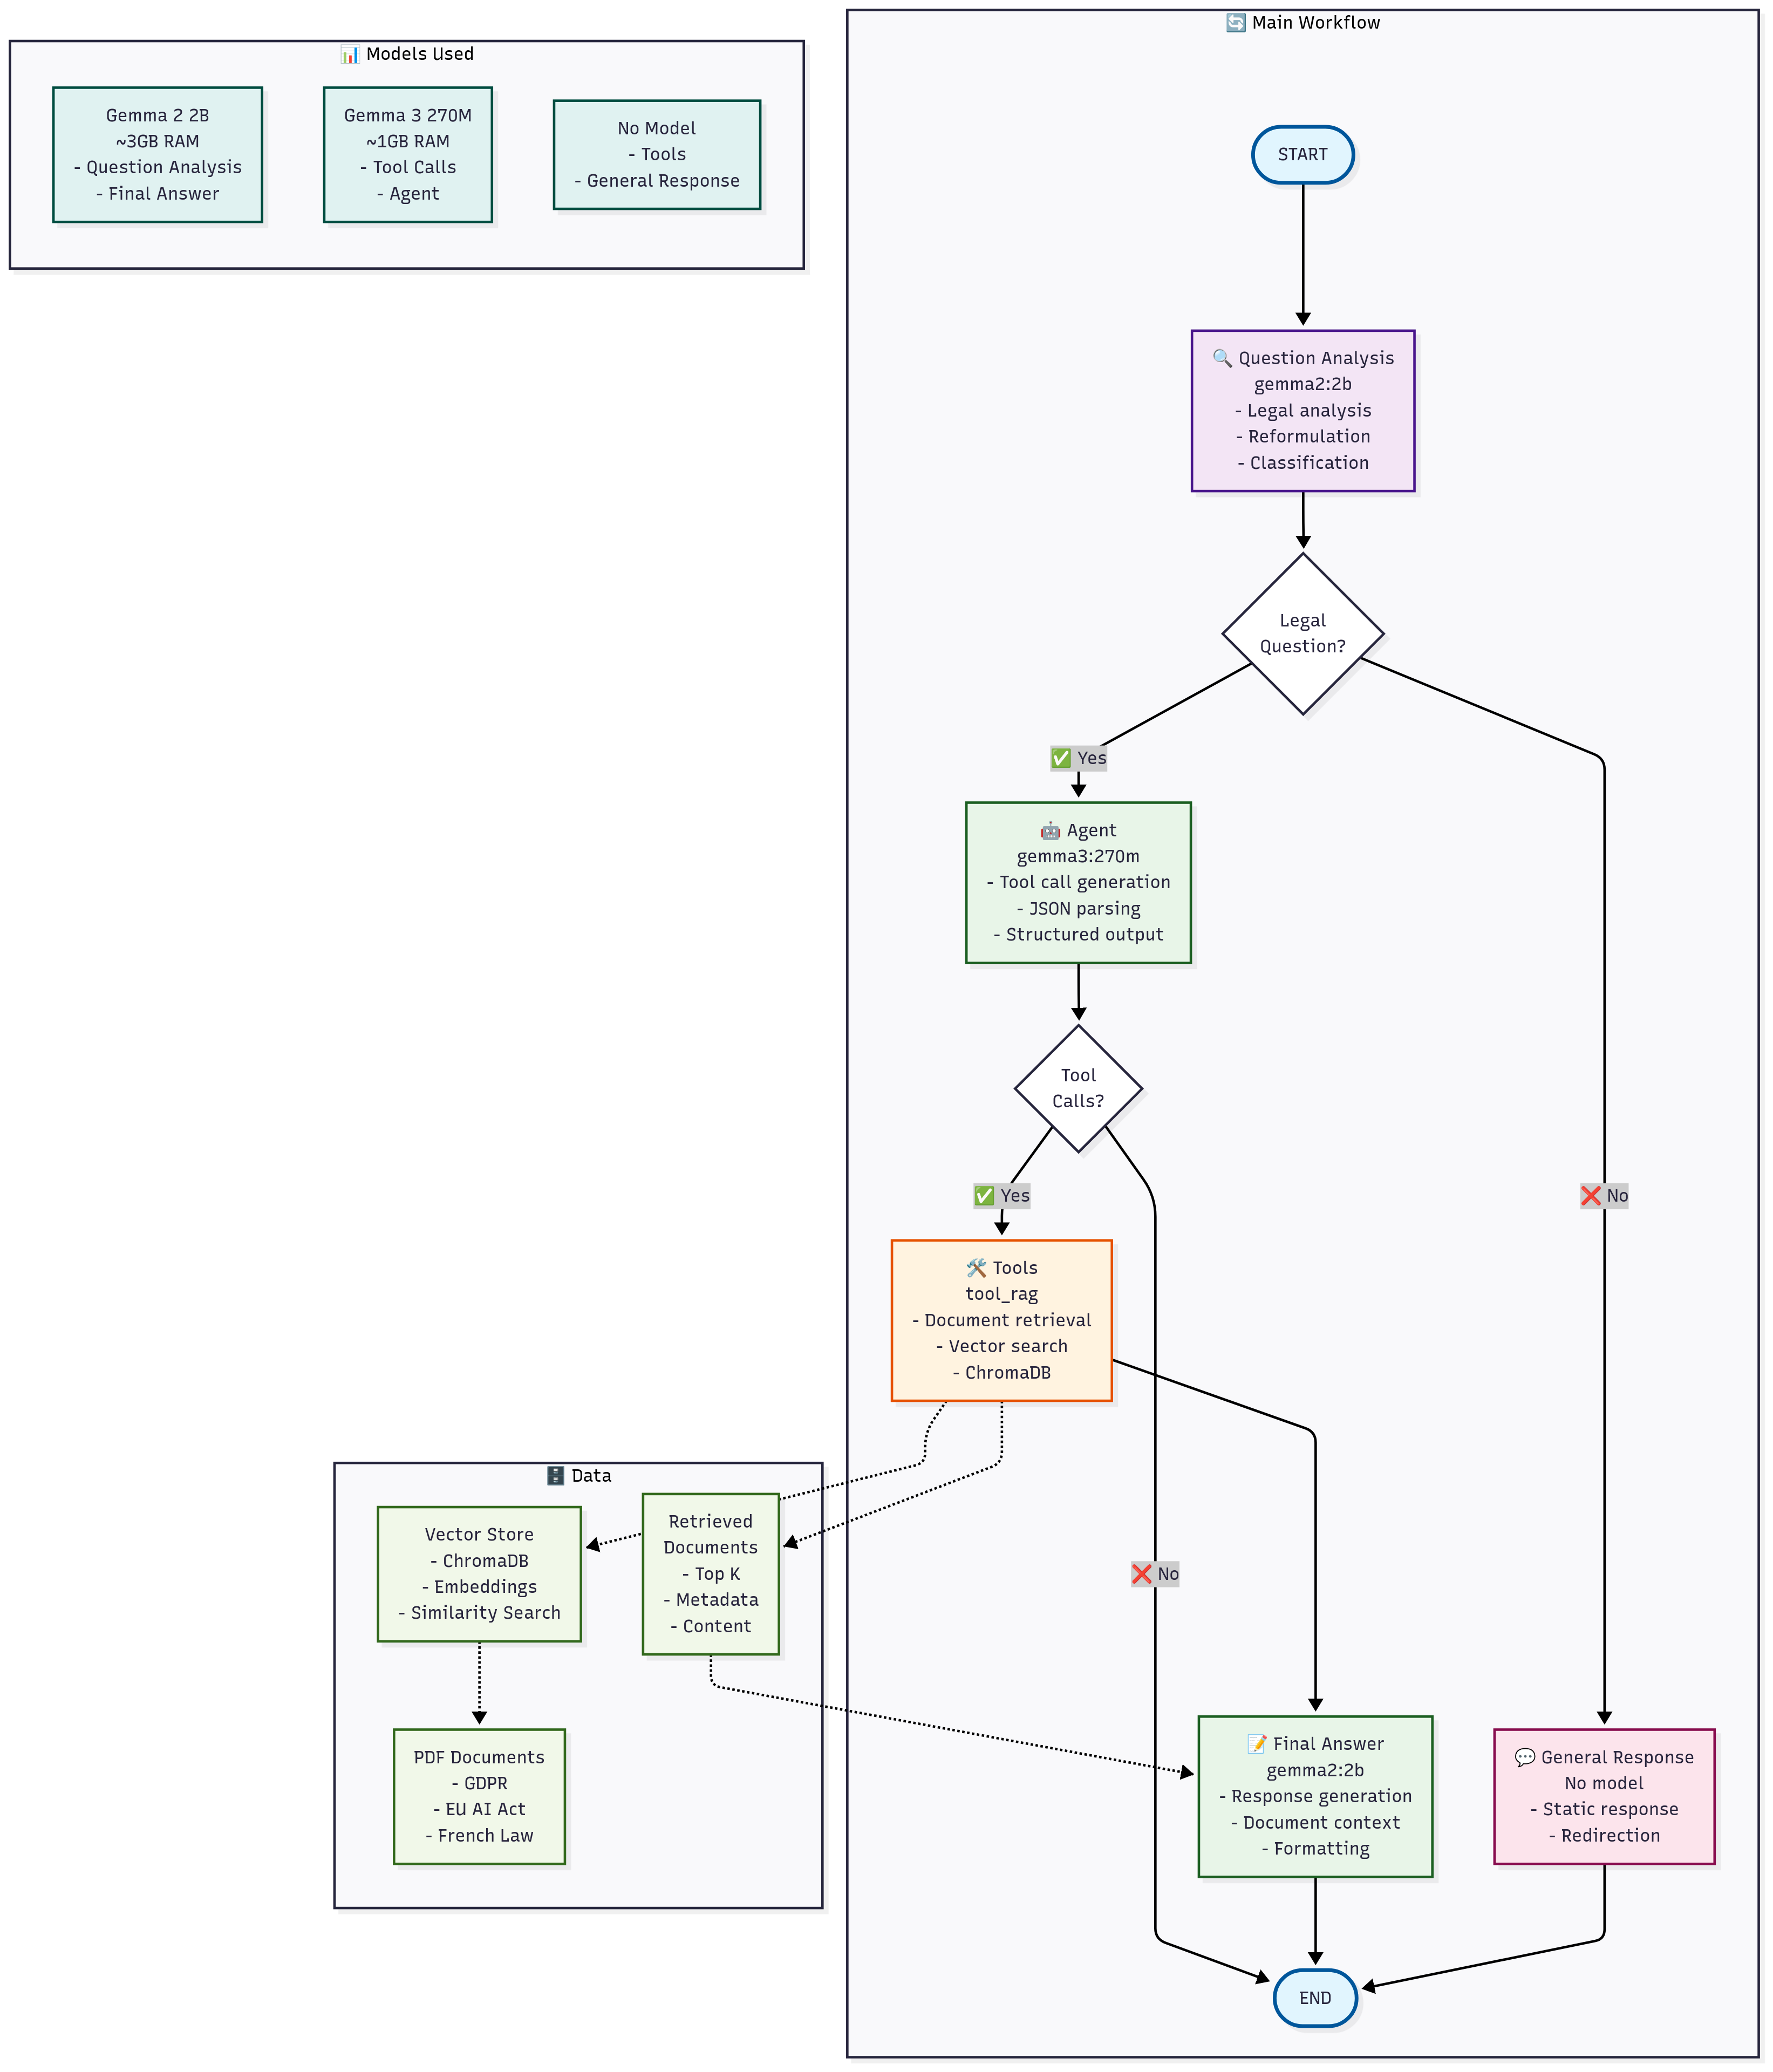 📊 Models Used
Gemma 2 2B
~3GB RAM
- Question Analysis
- Final Answer
Gemma 3 270M
~1GB RAM
- Tool Calls
- Agent
No Model
- Tools
- General Response
🔄 Main Workflow
START
🔍 Question Analysis
gemma2:2b
- Legal analysis
- Reformulation
- Classification
Legal
Question?
✅ Yes
🤖 Agent
gemma3:270m
- Tool call generation
- JSON parsing
- Structured output
Tool
Calls?
✅ Yes
❌ No
🛠️ Tools
tool_rag
- Document retrieval
- Vector search
- ChromaDB
🗄️ Data
Vector Store
- ChromaDB
- Embeddings
- Similarity Search
Retrieved
Documents
- Top K
- Metadata
- Content
❌ No
PDF Documents
- GDPR
- EU AI Act
- French Law
📝 Final Answer
gemma2:2b
- Response generation
- Document context
- Formatting
💬 General Response
No model
- Static response
- Redirection
END